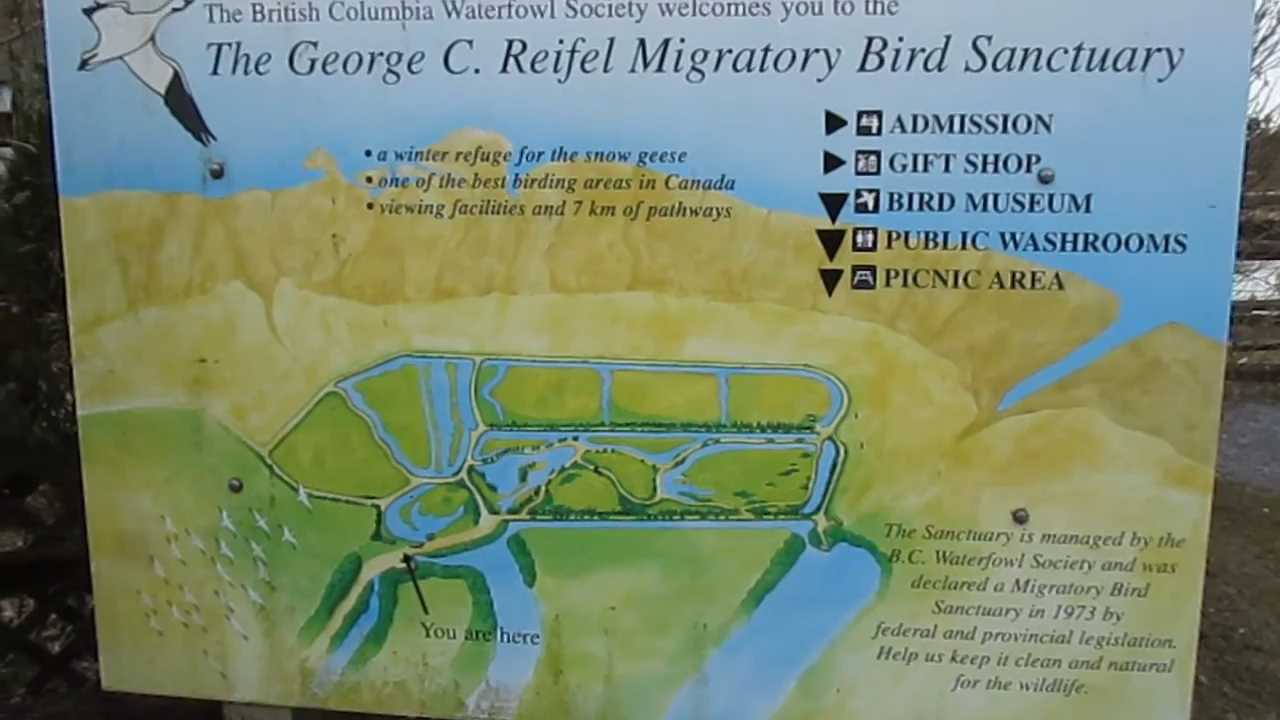 The British Columbia Waterfowl Society welcomes you to the
The George C. Reifel Migratory Bird Sanctuary
• a winter refuge for the snow geese
• one of the best birding areas in Canada
• viewing facilities and 7 km of pathways
ADMISSION
GIFT SHOP
BIRD MUSEUM
PUBLIC WASHROOMS
PICNIC AREA
You are here
The Sanctuary is managed by the
B.C. Waterfowl Society and was
declared a Migratory Bird
Sanctuary in 1973 by
federal and provincial legislation.
Help us keep it clean and natural
for the wildlife.